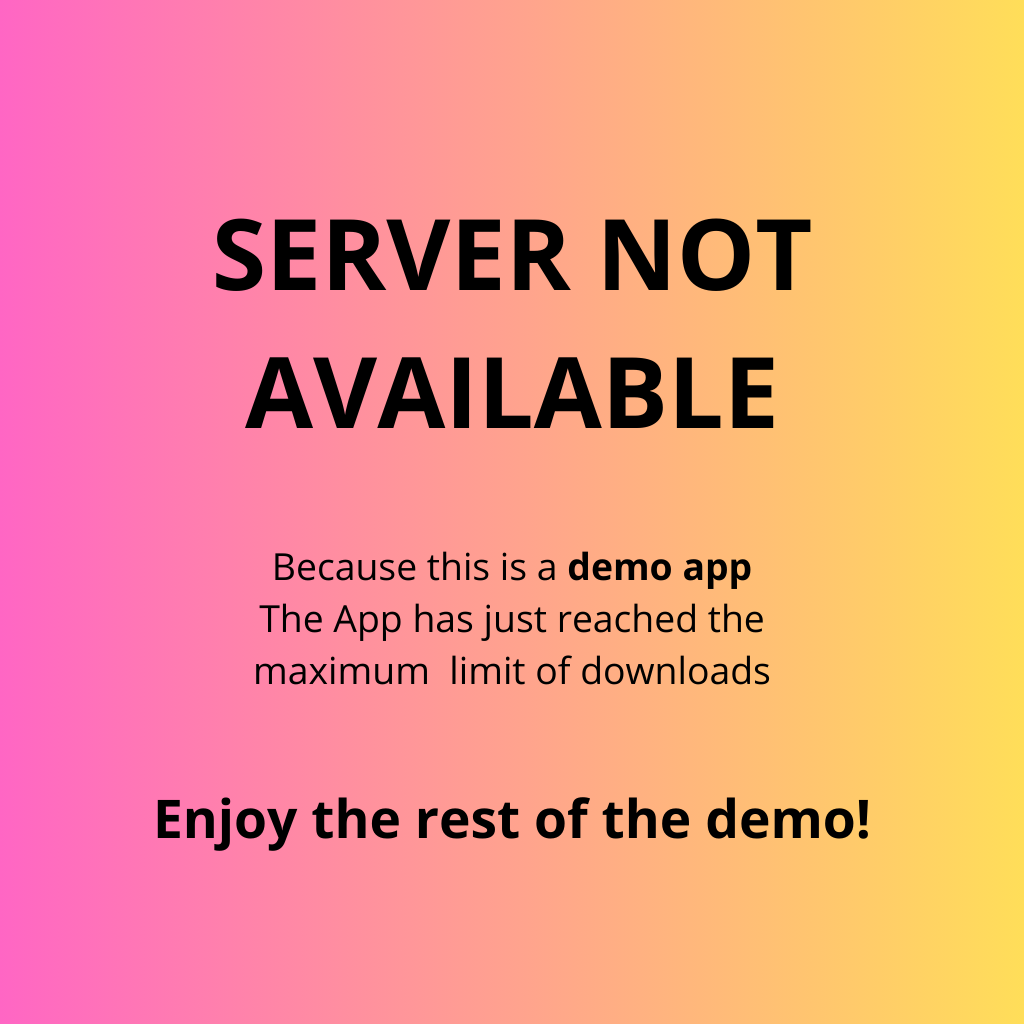 SERVER NOT
AVAILABLE
Because this is a demo app
The App has just reached the
maximum  limit of downloads
Enjoy the rest of the demo!